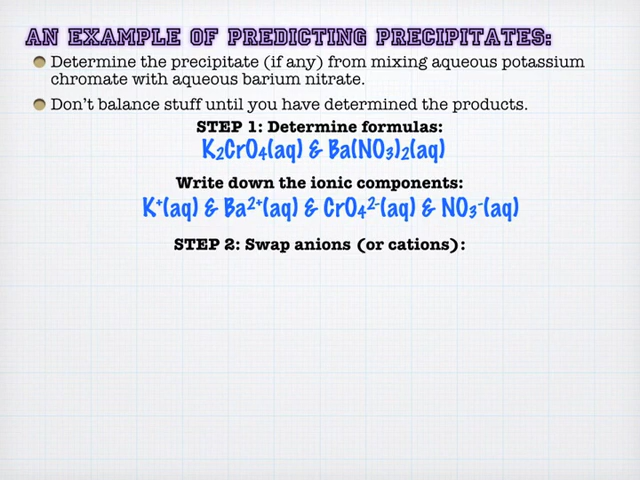 AN EXAMPLE OF PREDICTING PRECIPITATES:
Determine the precipitate (if any) from mixing aqueous potassium
chromate with aqueous barium nitrate.
Don't balance stuff until you have determined the products.
STEP 1: Determine formulas:
K₂CrO₄(aq) & Ba(NO₃)₂(aq)
Write down the ionic components:
K⁺(aq) & Ba²⁺(aq) & CrO₄²⁻(aq) & NO₃⁻(aq)
STEP 2: Swap anions (or cations):